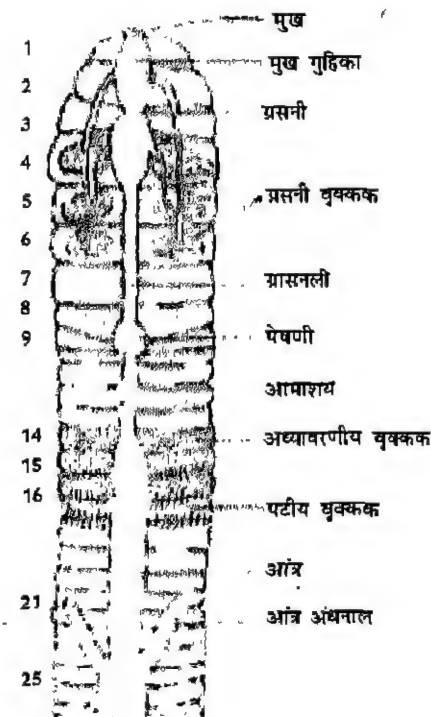 मुख
1
मुख गुहिका
2
ग्रसनी
3
4
5
ग्रसनी वृक्कक
6
7
ग्रासनली
8
9
पेषणी
आमाशय
14
अध्यावरणीय वृक्कक
15
16
पटीय वृक्कक
आंत्र
21
आंत्र अंधनाल
25